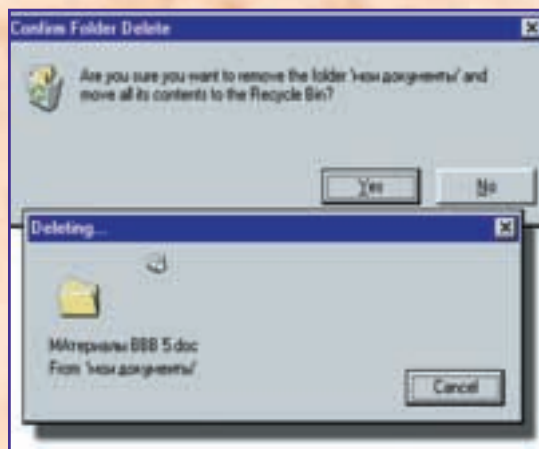 Confirm Folder Delete
Are you sure you want to remove the folder 'мои документы' and
move all its contents to the Recycle Bin?
Yes
No
Deleting...
МАтериалы BBB 5.doc
From 'мои документы'
Cancel